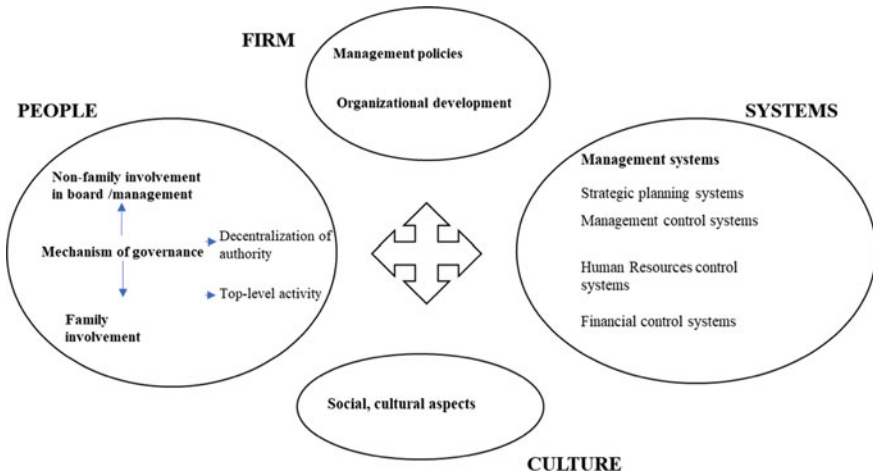 FIRM
Management policies
Organizational development
PEOPLE
Non-family involvement
in board /management
Mechanism of governance
Decentralization of
authority
Top-level activity
Family
involvement
SYSTEMS
Management systems
Strategic planning systems
Management control systems
Human Resources control
systems
Financial control systems
Social, cultural aspects
CULTURE